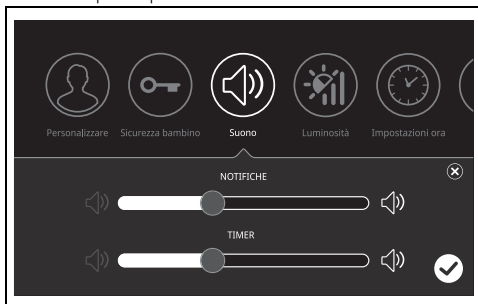 Personalizzare Sicurezza bambino Suono Luminosità Impostazioni ora
NOTIFICHE
TIMER